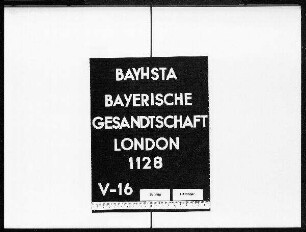 BAYHSTA
BAYERISCHE
GESANDTSCHAFT
LONDON
1128
V-16